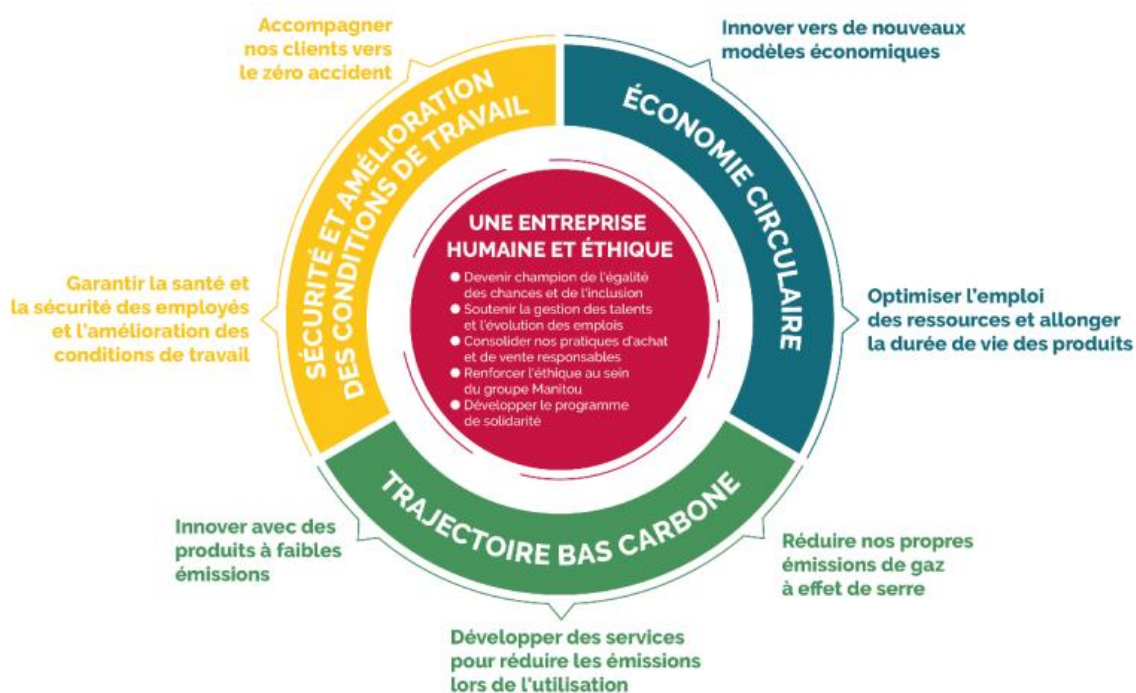 Accompagner
nos clients vers
le zéro accident
Innover vers de nouveaux
modèles économiques
SÉCURITÉ ET AMÉLIORATION
DES CONDITIONS DE TRAVAIL
ÉCONOMIE CIRCULAIRE
UNE ENTREPRISE
HUMAINE ET ÉTHIQUE
● Devenir champion de l'égalité
des chances et de l'inclusion
● Soutenir la gestion des talents
et l'évolution des emplois
● Consolider nos pratiques d'achat
et de vente responsables
● Renforcer l'éthique au sein
du groupe Manitou
● Développer le programme
de solidarité
Garantir la santé et
la sécurité des employés
et l'amélioration des
conditions de travail
Optimiser l'emploi
des ressources et allonger
la durée de vie des produits
TRAJECTOIRE BAS CARBONE
Innover avec des
produits à faibles
émissions
Réduire nos propres
émissions de gaz
à effet de serre
Développer des services
pour réduire les émissions
lors de l'utilisation